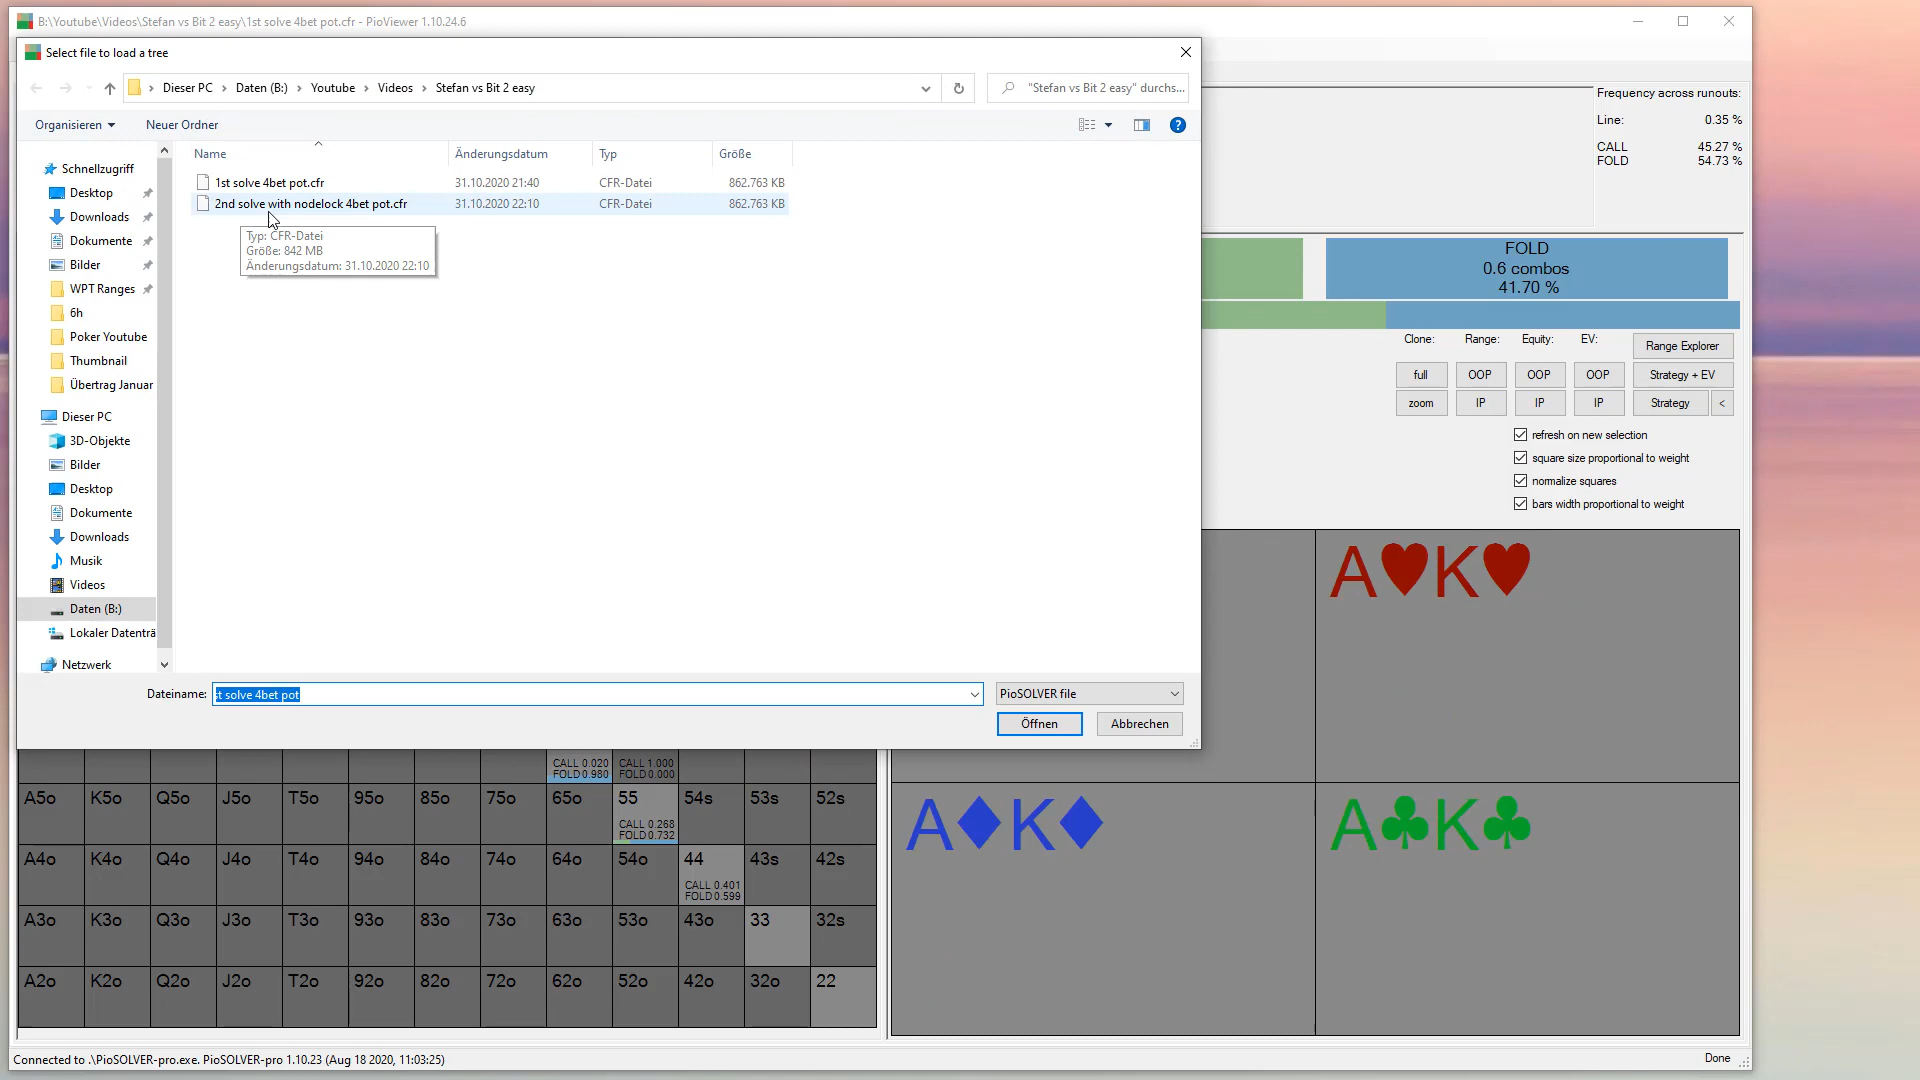 B:\Youtube\Videos\Stefan vs Bit 2 easy\1st solve 4bet pot.cfr - PioViewer 1.10.24.6
Select file to load a tree
Dieser PC > Daten (B:) > Youtube > Videos > Stefan vs Bit 2 easy
"Stefan vs Bit 2 easy" durchs...
Organisieren Neuer Ordner
Name Änderungsdatum Typ Größe
1st solve 4bet pot.cfr 31.10.2020 21:40 CFR-Datei 862.763 KB
2nd solve with nodelock 4bet pot.cfr 31.10.2020 22:10 CFR-Datei 862.763 KB
Typ: CFR-Datei
Größe: 842 MB
Änderungsdatum: 31.10.2020 22:10
Schnellzugriff
Desktop
Downloads
Dokumente
Bilder
WPT Ranges
6h
Poker Youtube
Thumbnail
Übertrag Januar
Dieser PC
3D-Objekte
Bilder
Desktop
Dokumente
Downloads
Musik
Videos
Daten (B:)
Lokaler Datenträ
Netzwerk
Dateiname: st solve 4bet pot
PioSOLVER file
Öffnen Abbrechen
Frequency across runouts:
Line: 0.35 %
CALL 45.27 %
FOLD 54.73 %
FOLD
0.6 combos
41.70 %
Clone: Range: Equity: EV: Range Explorer
full OOP OOP OOP Strategy + EV
zoom IP IP IP Strategy <
refresh on new selection
square size proportional to weight
normalize squares
bars width proportional to weight
A♥K♥
A♦K♦ A♣K♣
CALL 0.020 CALL 1.000
FOLD 0.980 FOLD 0.000
A5o K5o Q5o J5o T5o 95o 85o 75o 65o 55 54s 53s 52s
CALL 0.268
FOLD 0.732
A4o K4o Q4o J4o T4o 94o 84o 74o 64o 54o 44 43s 42s
CALL 0.401
FOLD 0.599
A3o K3o Q3o J3o T3o 93o 83o 73o 63o 53o 43o 33 32s
A2o K2o Q2o J2o T2o 92o 82o 72o 62o 52o 42o 32o 22
Connected to .\PioSOLVER-pro.exe. PioSOLVER-pro 1.10.23 (Aug 18 2020, 11:03:25)
Done